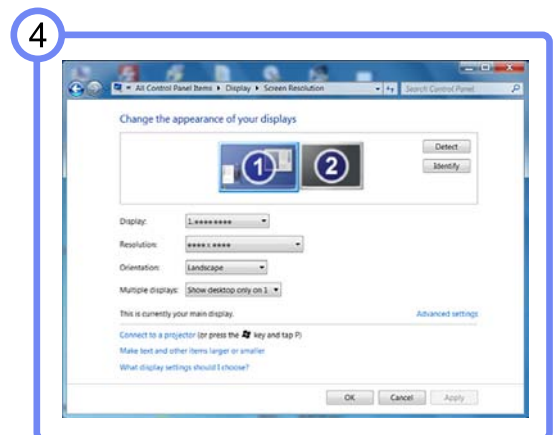 4
All Control Panel Items ▸ Display ▸ Screen Resolution
Search Control Panel
Change the appearance of your displays
1 2
Detect
Identify
Display: 1.********
Resolution: **** x ****
Orientation: Landscape
Multiple displays: Show desktop only on 1
This is currently your main display. Advanced settings
Connect to a projector (or press the key and tap P)
Make text and other items larger or smaller
What display settings should I choose?
OK Cancel Apply